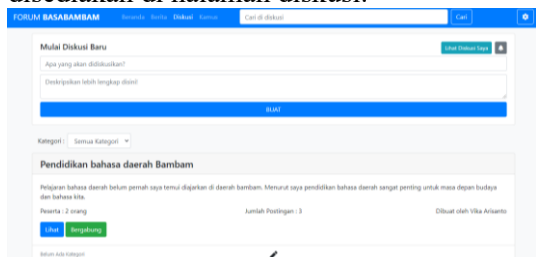 disediakan di halaman diskusi.
FORUM BASABAMBAM Beranda Berita Diskusi Kamus Cari di diskusi Cari
Mulai Diskusi Baru Lihat Diskusi Saya
Apa yang akan didiskusikan?
Deskripsikan lebih lengkap disini!
BUAT
Kategori : Semua Kategori
Pendidikan bahasa daerah Bambam
Pelajaran bahasa daerah belum pernah saya temui diajarkan di daerah bambam. Menurut saya pendidikan bahasa daerah sangat penting untuk masa depan budaya
dan bahasa kita.
Peserta : 2 orang Jumlah Postingan : 3 Dibuat oleh Vika Arisanto
Lihat Bergabung
Belum Ada Kategori